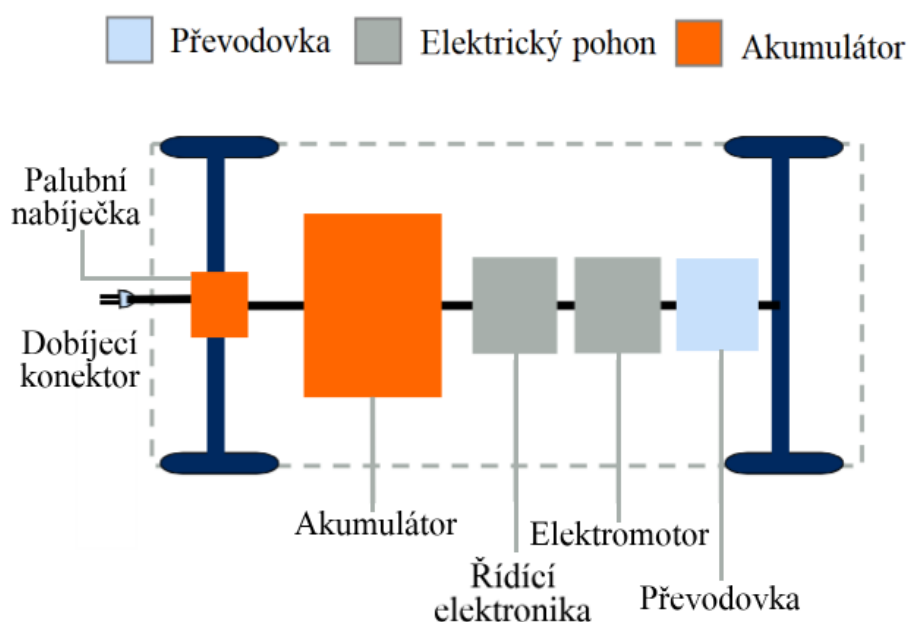 Převodovka
Elektrický pohon
Akumulátor
Palubní
nabíječka
Dobíjecí
konektor
Akumulátor
Řídící
elektronika
Elektromotor
Převodovka